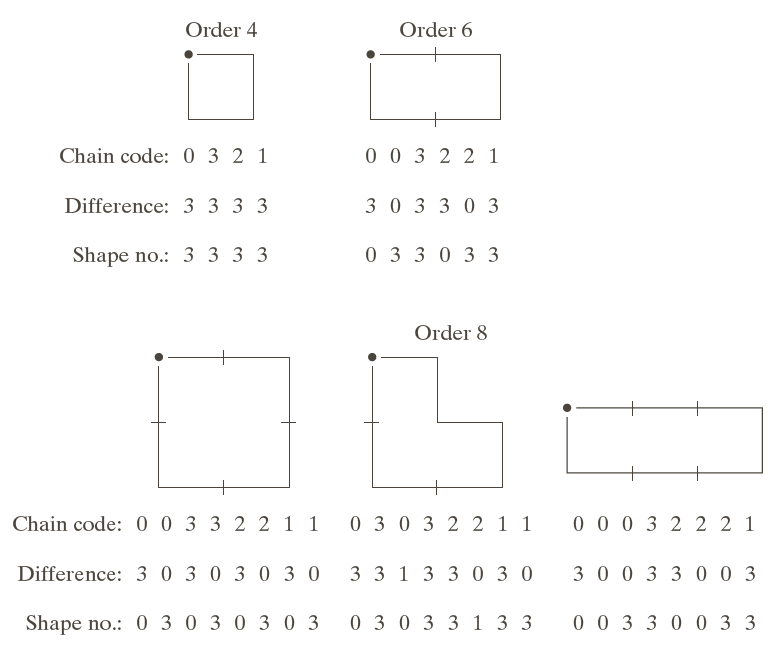 Order 4 Order 6
Chain code: 0 3 2 1 0 0 3 2 2 1
Difference: 3 3 3 3 3 0 3 3 0 3
Shape no.: 3 3 3 3 0 3 3 0 3 3
Order 8
Chain code: 0 0 3 3 2 2 1 1 0 3 0 3 2 2 1 1 0 0 0 3 2 2 2 1
Difference: 3 0 3 0 3 0 3 0 3 3 1 3 3 0 3 0 3 0 0 3 3 0 0 3
Shape no.: 0 3 0 3 0 3 0 3 0 3 0 3 3 1 3 3 0 0 3 3 0 0 3 3